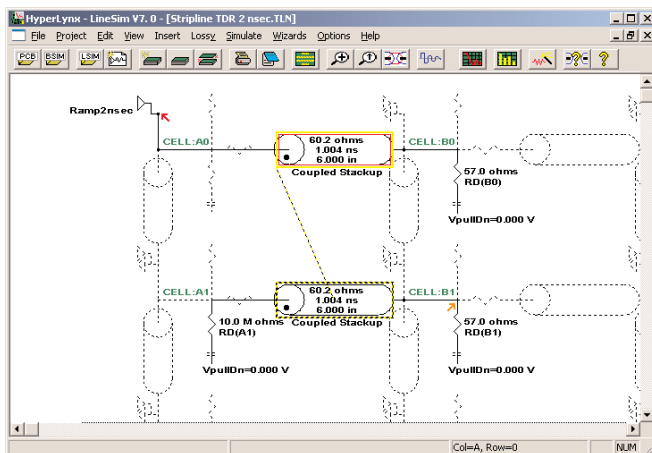 HyperLynx - LineSim V7. 0 - [Stripline TDR 2 nsec.TLN]
File Project Edit View Insert Lossy Simulate Wizards Options Help
PCB BSIM LSIM
Ramp2nsec
CELL:A0
60.2 ohms
1.004 ns
6.000 in
Coupled Stackup
CELL:B0
57.0 ohms
RD(B0)
VpullDn=0.000 V
CELL:A1
60.2 ohms
1.004 ns
6.000 in
Coupled Stackup
CELL:B1
10.0 M ohms
RD(A1)
57.0 ohms
RD(B1)
VpullDn=0.000 V
VpullDn=0.000 V
Col=A, Row=0
NUM